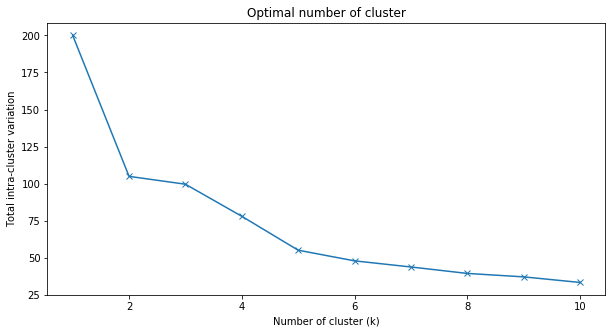 Optimal number of cluster
Total intra-cluster variation
200
175
150
125
100
75
50
25
2 4 6 8 10
Number of cluster (k)